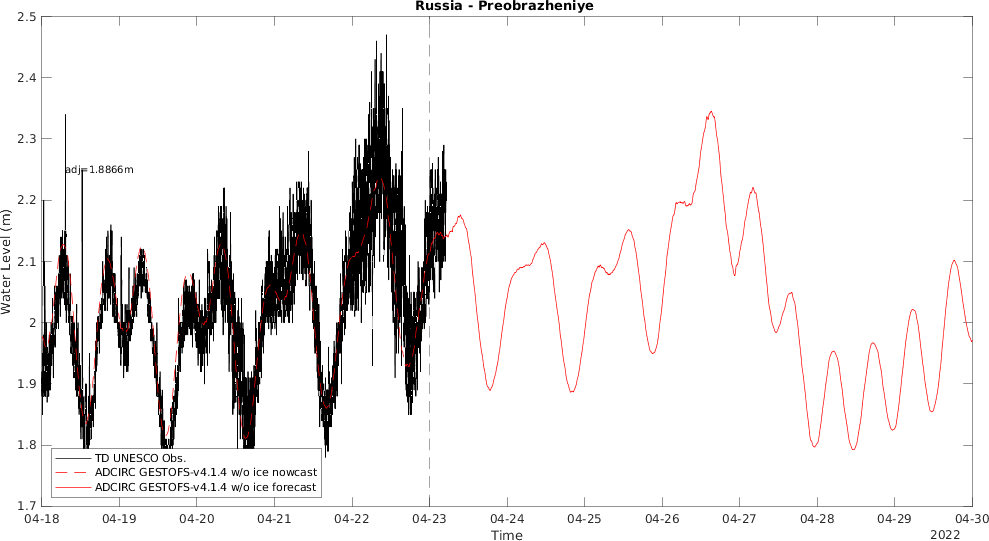 Russia - Preobrazheniye
2.5
2.4
2.3
2.2
2.1
2
1.9
1.8
1.7
Water Level (m)
adj=1.8866m
TD UNESCO Obs.
ADCIRC GESTOFS-v4.1.4 w/o ice nowcast
ADCIRC GESTOFS-v4.1.4 w/o ice forecast
04-18 04-19 04-20 04-21 04-22 04-23 04-24 04-25 04-26 04-27 04-28 04-29 04-30
Time
2022